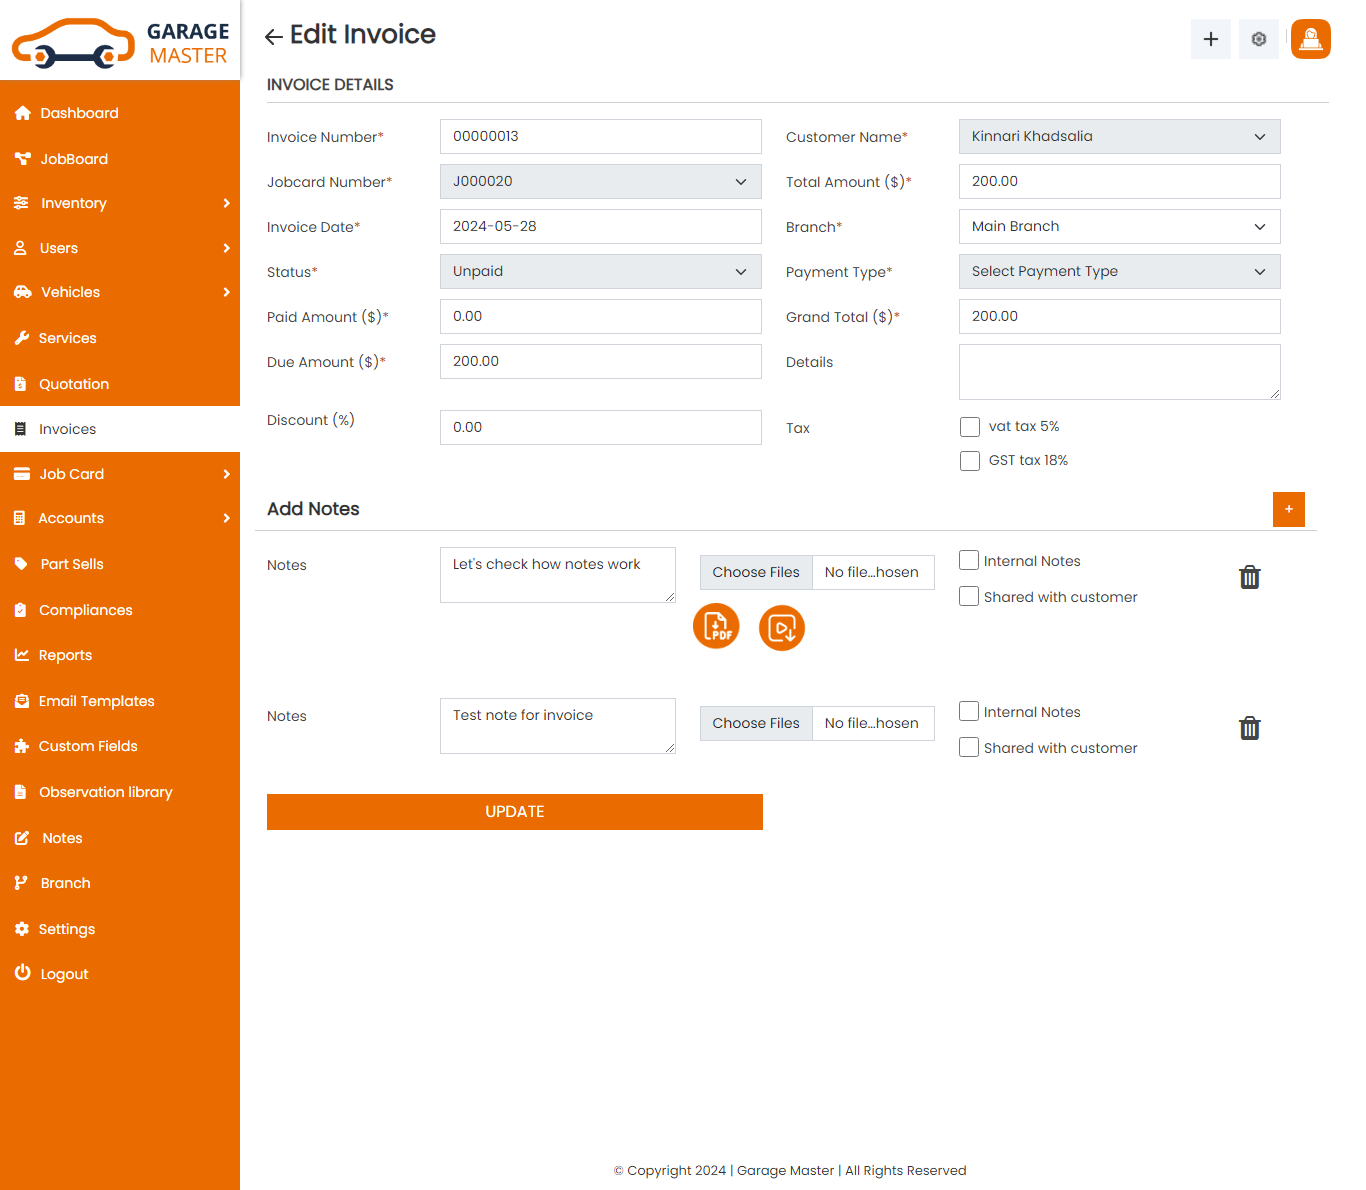 GARAGE
MASTER
Dashboard
JobBoard
Inventory
Users
Vehicles
Services
Quotation
Invoices
Job Card
Accounts
Part Sells
Compliances
Reports
Email Templates
Custom Fields
Observation library
Notes
Branch
Settings
Logout
Edit Invoice
INVOICE DETAILS
Invoice Number* 00000013 Customer Name* Kinnari Khadsalia
Jobcard Number* J000020 Total Amount ($)* 200.00
Invoice Date* 2024-05-28 Branch* Main Branch
Status* Unpaid Payment Type* Select Payment Type
Paid Amount ($)* 0.00 Grand Total ($)* 200.00
Due Amount ($)* 200.00 Details
Discount (%) 0.00 Tax vat tax 5%
GST tax 18%
Add Notes +
Notes Let's check how notes work Choose Files No file...hosen Internal Notes
Shared with customer
PDF
Notes Test note for invoice Choose Files No file...hosen Internal Notes
Shared with customer
UPDATE
© Copyright 2024 | Garage Master | All Rights Reserved